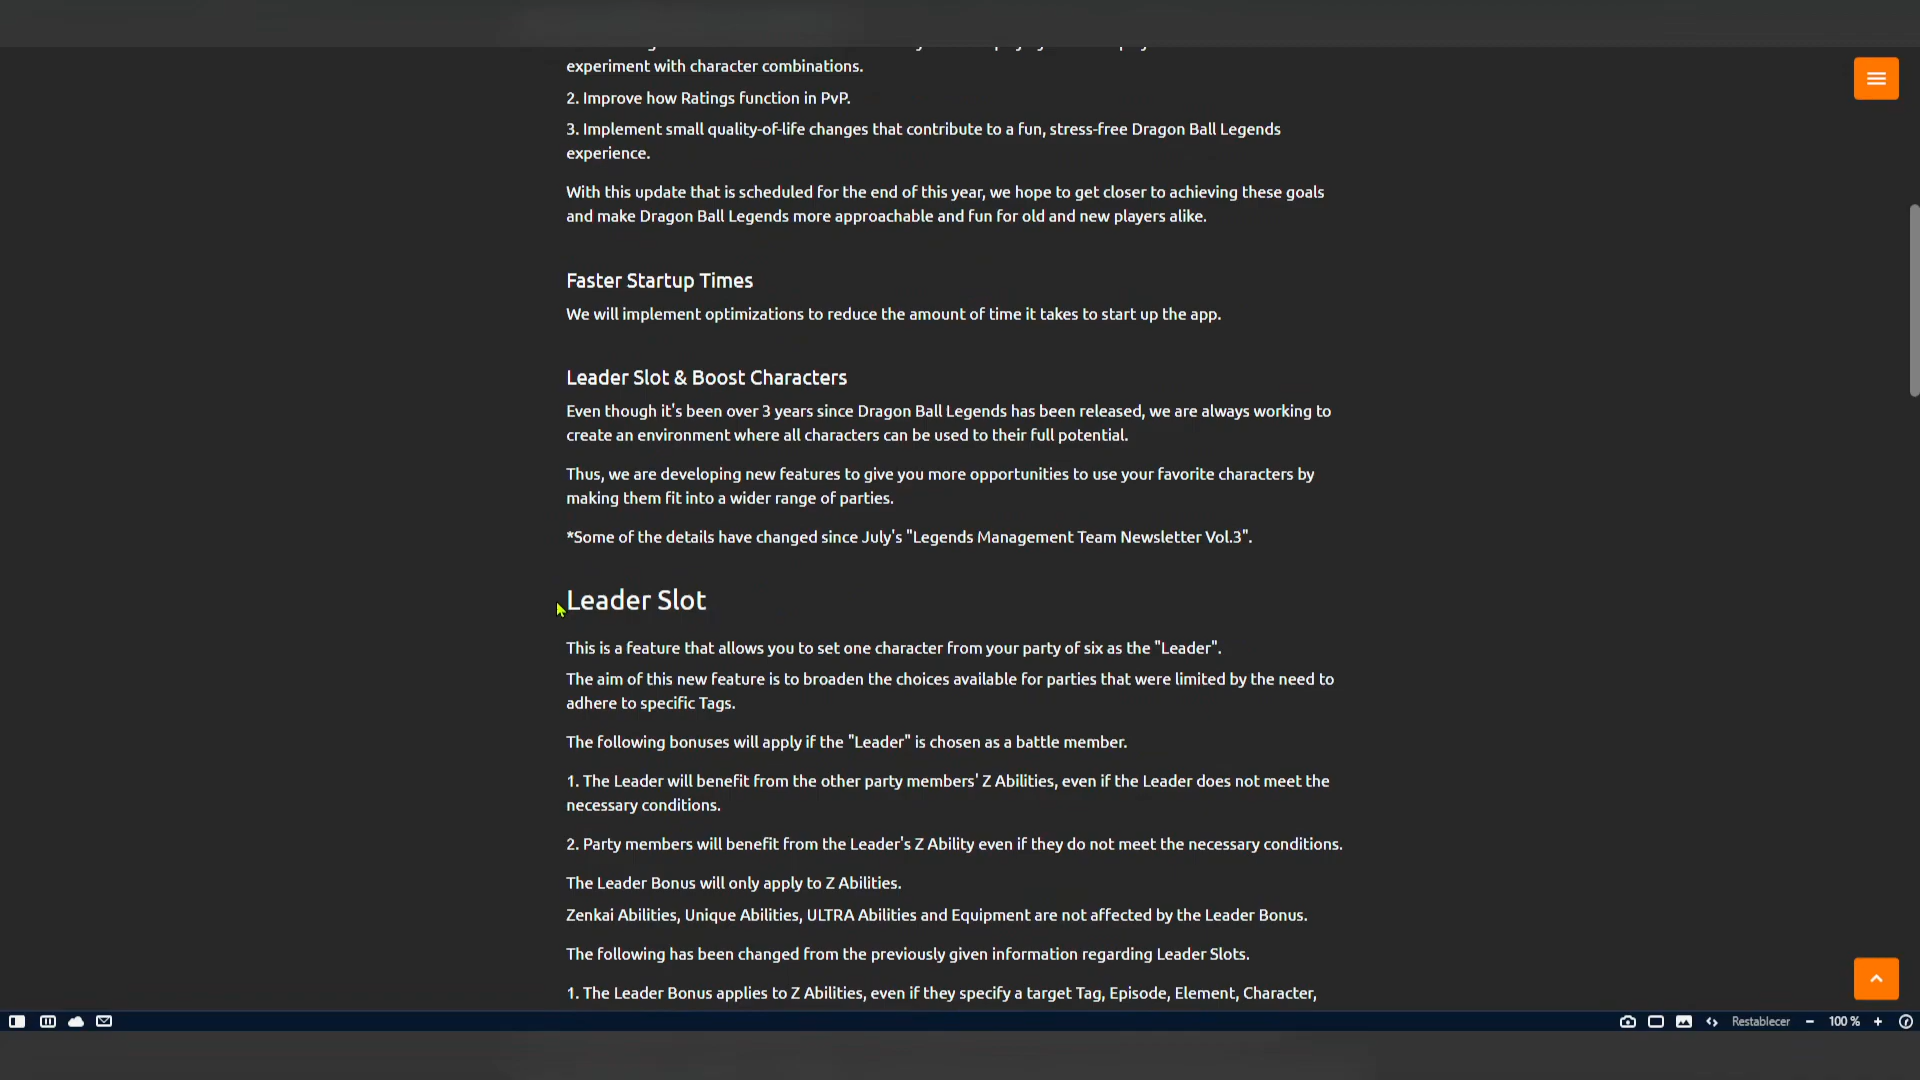 experiment with character combinations.
2. Improve how Ratings function in PvP.
3. Implement small quality-of-life changes that contribute to a fun, stress-free Dragon Ball Legends
experience.
With this update that is scheduled for the end of this year, we hope to get closer to achieving these goals
and make Dragon Ball Legends more approachable and fun for old and new players alike.
Faster Startup Times
We will implement optimizations to reduce the amount of time it takes to start up the app.
Leader Slot & Boost Characters
Even though it's been over 3 years since Dragon Ball Legends has been released, we are always working to
create an environment where all characters can be used to their full potential.
Thus, we are developing new features to give you more opportunities to use your favorite characters by
making them fit into a wider range of parties.
*Some of the details have changed since July's "Legends Management Team Newsletter Vol.3".
Leader Slot
This is a feature that allows you to set one character from your party of six as the "Leader".
The aim of this new feature is to broaden the choices available for parties that were limited by the need to
adhere to specific Tags.
The following bonuses will apply if the "Leader" is chosen as a battle member.
1. The Leader will benefit from the other party members' Z Abilities, even if the Leader does not meet the
necessary conditions.
2. Party members will benefit from the Leader's Z Ability even if they do not meet the necessary conditions.
The Leader Bonus will only apply to Z Abilities.
Zenkai Abilities, Unique Abilities, ULTRA Abilities and Equipment are not affected by the Leader Bonus.
The following has been changed from the previously given information regarding Leader Slots.
1. The Leader Bonus applies to Z Abilities, even if they specify a target Tag, Episode, Element, Character,
Restablecer − 100 % +